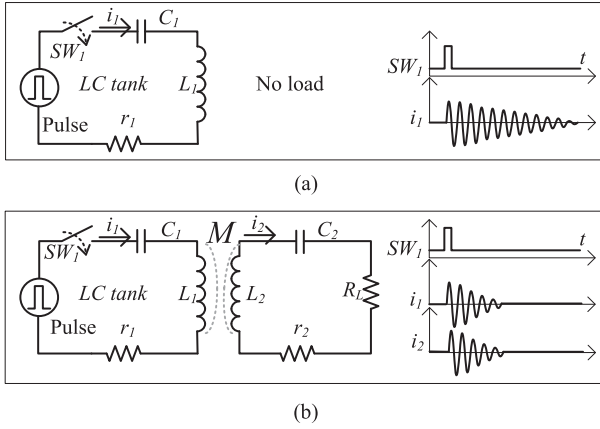 i1 C1
SW1
LC tank L1 No load
Pulse
r1
SW1 t
i1
(a)
i1 C1 M i2 C2
SW1
LC tank L1 L2 RL
Pulse
r1 r2
SW1 t
i1
i2
(b)